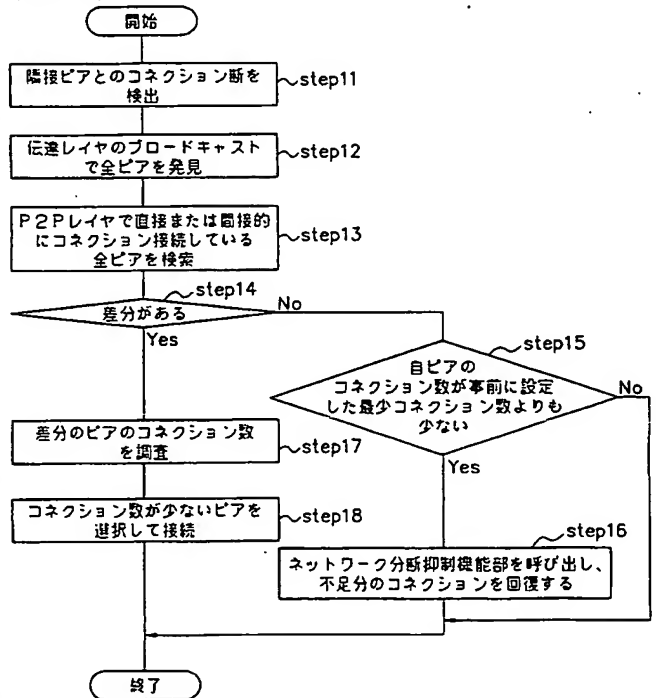 開始
隣接ピアとのコネクション断を
検出
step11
伝達レイヤのブロードキャスト
で全ピアを発見
step12
P2Pレイヤで直接または間接的
にコネクション接続している
全ピアを検索
step13
step14
差分がある
No
Yes
step15
自ピアの
コネクション数が事前に設定
した最少コネクション数よりも
少ない
No
Yes
差分のピアのコネクション数
を調査
step17
コネクション数が少ないピアを
選択して接続
step18
step16
ネットワーク分断抑制機能部を呼び出し、
不足分のコネクションを回復する
終了